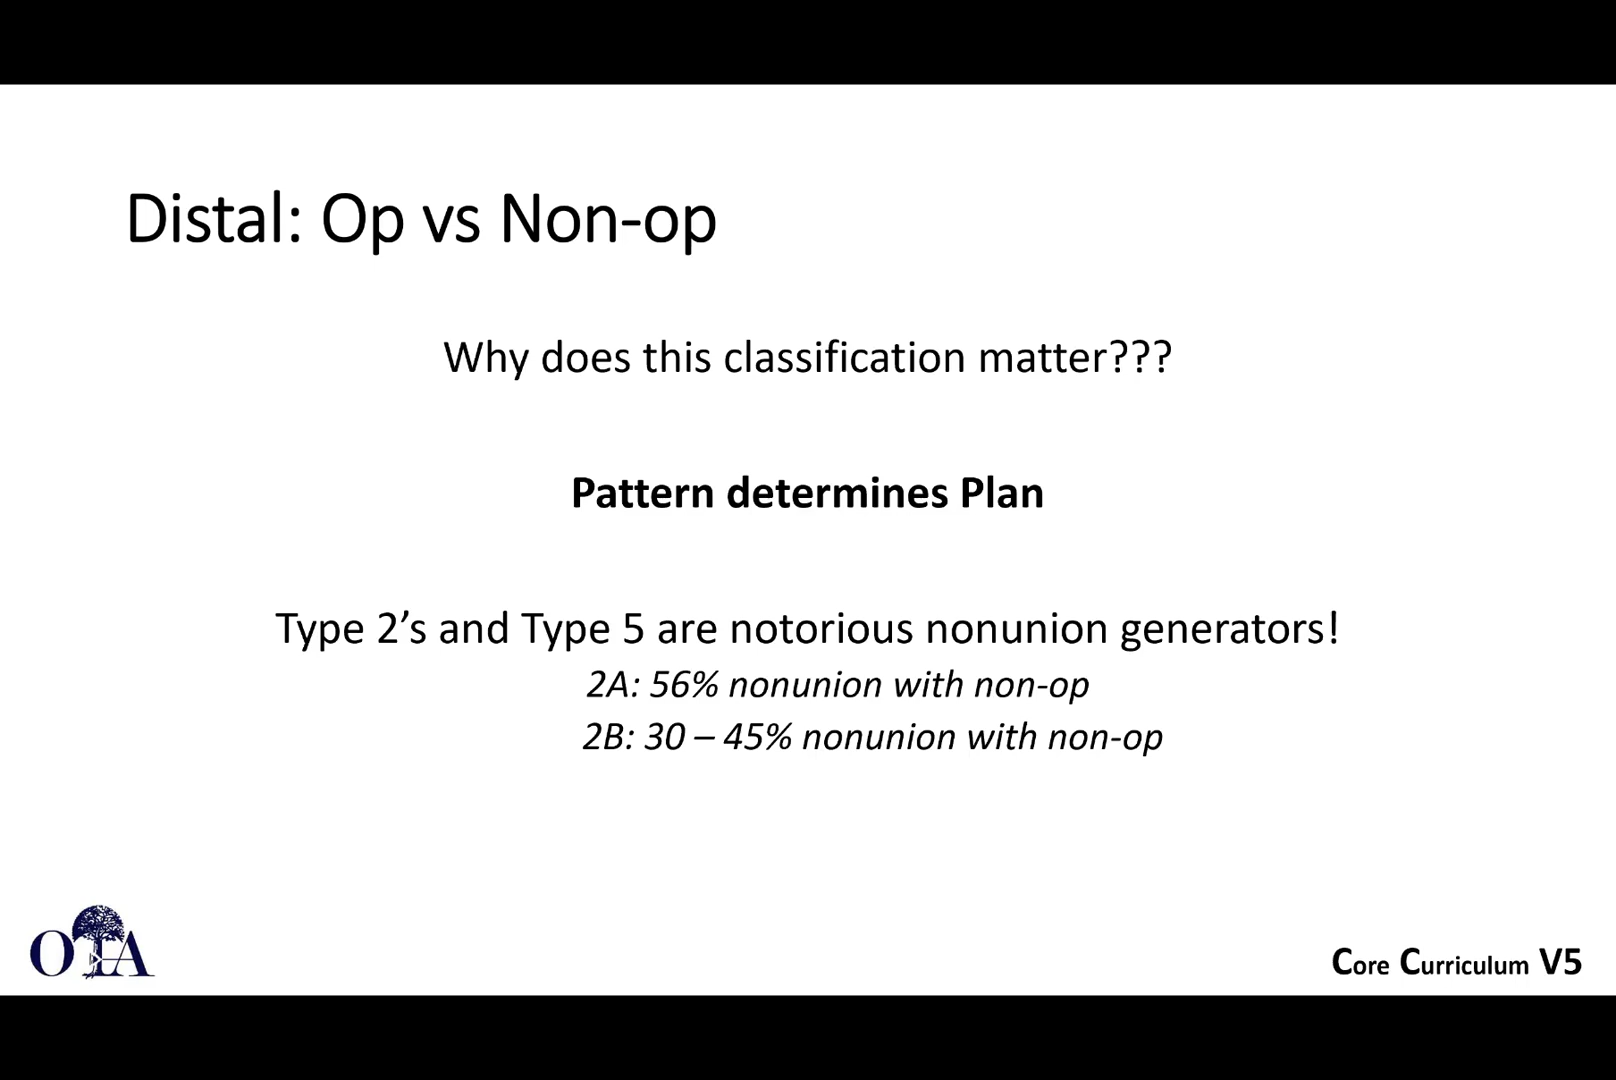 Distal: Op vs Non-op
Why does this classification matter???
Pattern determines Plan
Type 2’s and Type 5 are notorious nonunion generators!
2A: 56% nonunion with non-op
2B: 30 – 45% nonunion with non-op
OTA
Core Curriculum V5